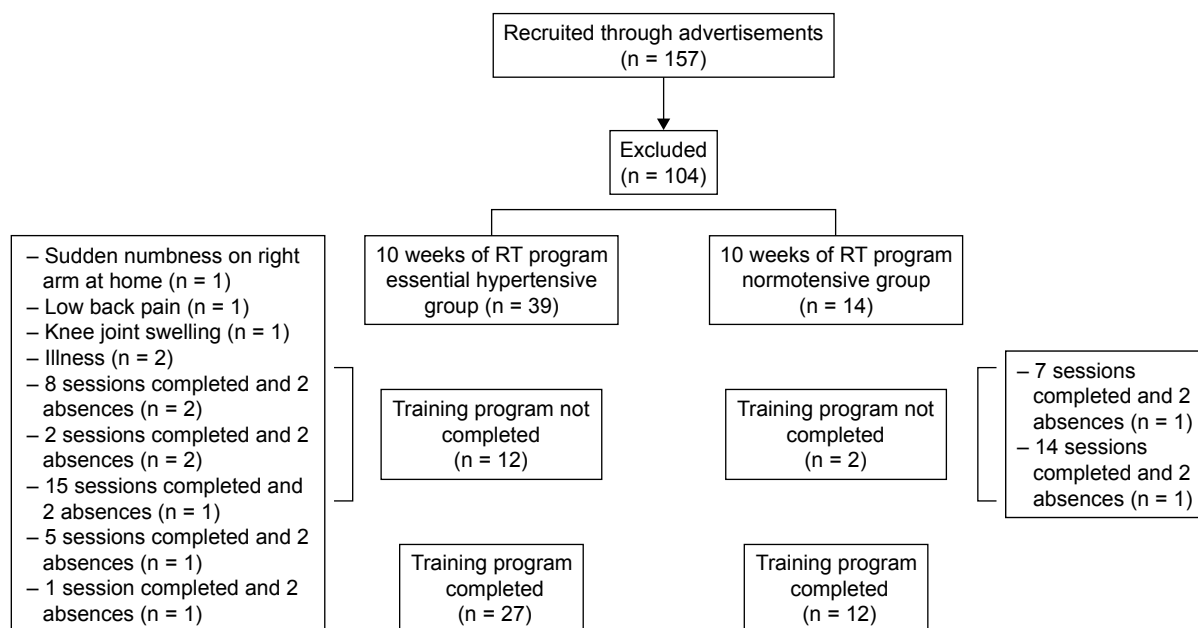 Recruited through advertisements
(n = 157)
Excluded
(n = 104)
10 weeks of RT program
essential hypertensive
group (n = 39)
10 weeks of RT program
normotensive group
(n = 14)
– Sudden numbness on right
arm at home (n = 1)
– Low back pain (n = 1)
– Knee joint swelling (n = 1)
– Illness (n = 2)
– 8 sessions completed and 2
absences (n = 2)
– 2 sessions completed and 2
absences (n = 2)
– 15 sessions completed and
2 absences (n = 1)
– 5 sessions completed and 2
absences (n = 1)
– 1 session completed and 2
absences (n = 1)
Training program not
completed
(n = 12)
Training program not
completed
(n = 2)
– 7 sessions
completed and 2
absences (n = 1)
– 14 sessions
completed and 2
absences (n = 1)
Training program
completed
(n = 27)
Training program
completed
(n = 12)